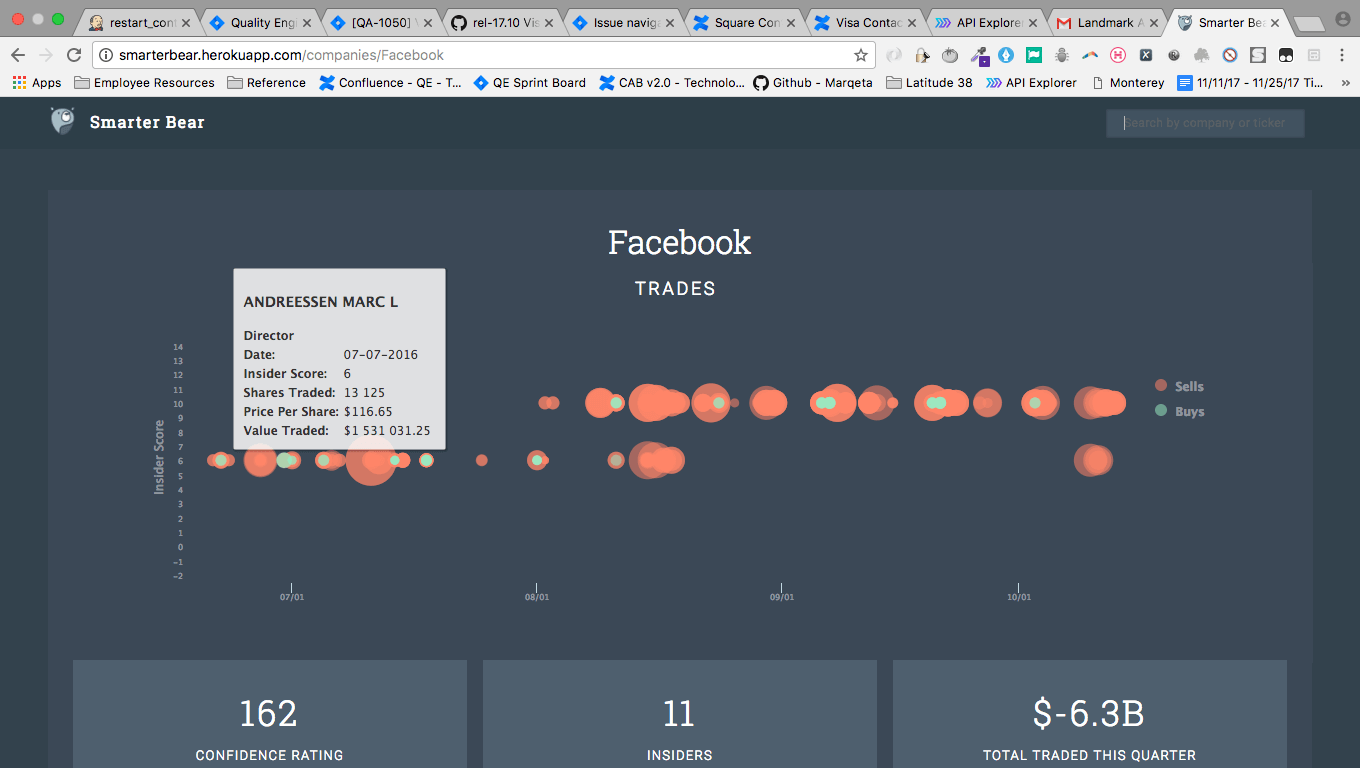 restart_cont
Quality Engi
[QA-1050] V
rel-17.10 Vis
Issue naviga
Square Con
Visa Contac
API Explore
Landmark A
Smarter Be
smarterbear.herokuapp.com/companies/Facebook
Apps Employee Resources Reference Confluence - QE - T... QE Sprint Board CAB v2.0 - Technolo... Github - Marqeta Latitude 38 API Explorer Monterey 11/11/17 - 11/25/17 Ti... »
Smarter Bear
Search by company or ticker
Facebook
TRADES
ANDREESSEN MARC L
Director
Date: 07-07-2016
Insider Score: 6
Shares Traded: 13 125
Price Per Share: $116.65
Value Traded: $1 531 031.25
Insider Score
14
13
12
11
10
9
8
7
6
5
4
3
2
1
0
−1
−2
07/01 08/01 09/01 10/01
Sells
Buys
162
CONFIDENCE RATING
11
INSIDERS
$-6.3B
TOTAL TRADED THIS QUARTER